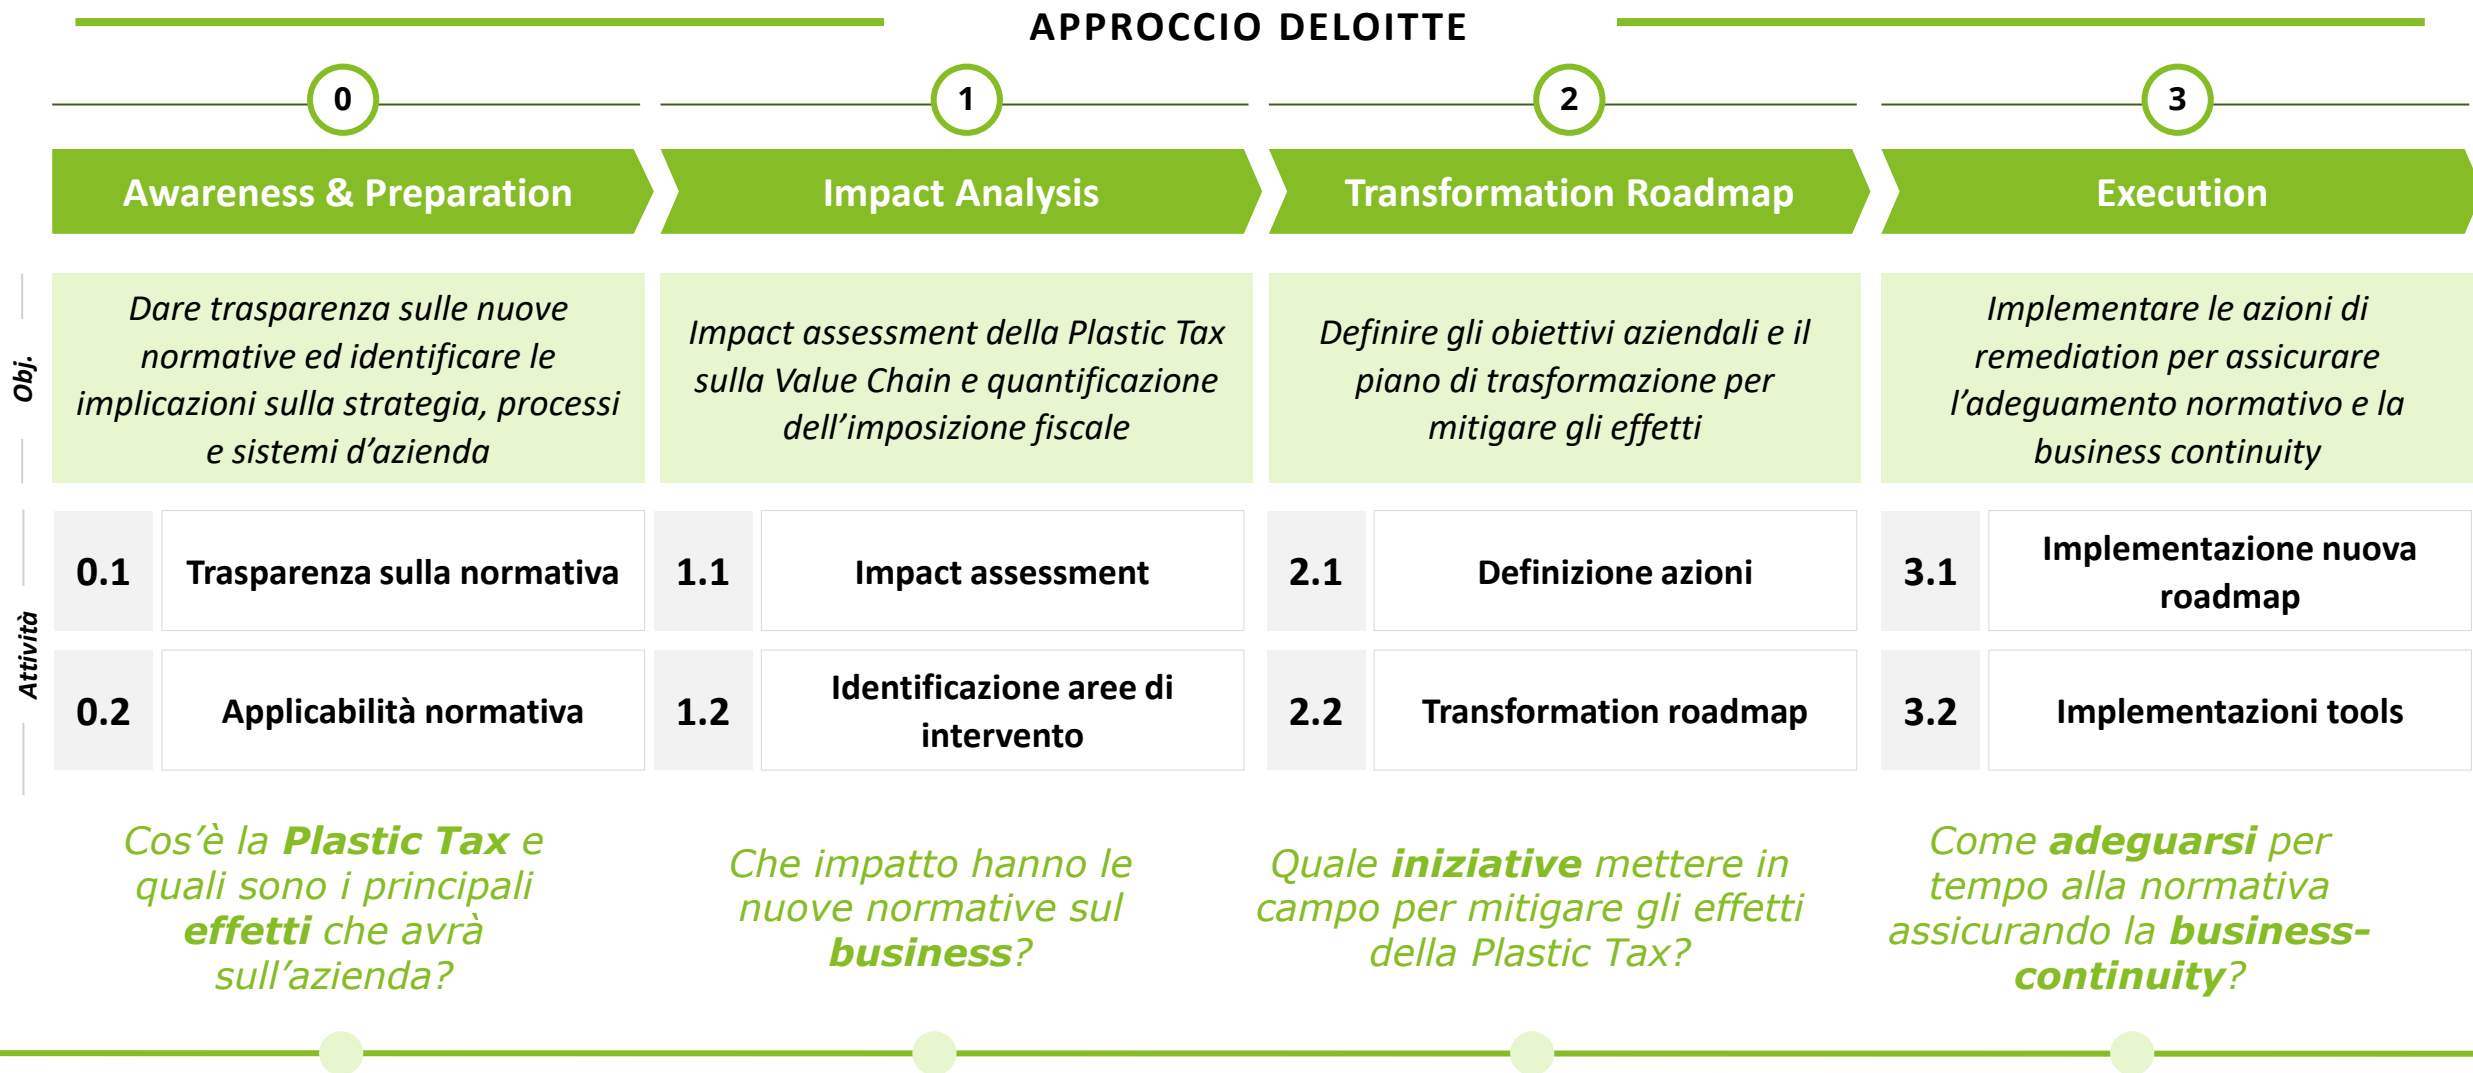 APPROCCIO DELOITTE
0
1
2
3
Awareness & Preparation
Impact Analysis
Transformation Roadmap
Execution
Obj.
Dare trasparenza sulle nuove
normative ed identificare le
implicazioni sulla strategia, processi
e sistemi d’azienda
Impact assessment della Plastic Tax
sulla Value Chain e quantificazione
dell’imposizione fiscale
Definire gli obiettivi aziendali e il
piano di trasformazione per
mitigare gli effetti
Implementare le azioni di
remediation per assicurare
l’adeguamento normativo e la
business continuity
Attività
0.1
Trasparenza sulla normativa
1.1
Impact assessment
2.1
Definizione azioni
3.1
Implementazione nuova
roadmap
0.2
Applicabilità normativa
1.2
Identificazione aree di
intervento
2.2
Transformation roadmap
3.2
Implementazioni tools
Cos’è la Plastic Tax e
quali sono i principali
effetti che avrà
sull’azienda?
Che impatto hanno le
nuove normative sul
business?
Quale iniziative mettere in
campo per mitigare gli effetti
della Plastic Tax?
Come adeguarsi per
tempo alla normativa
assicurando la business-
continuity?